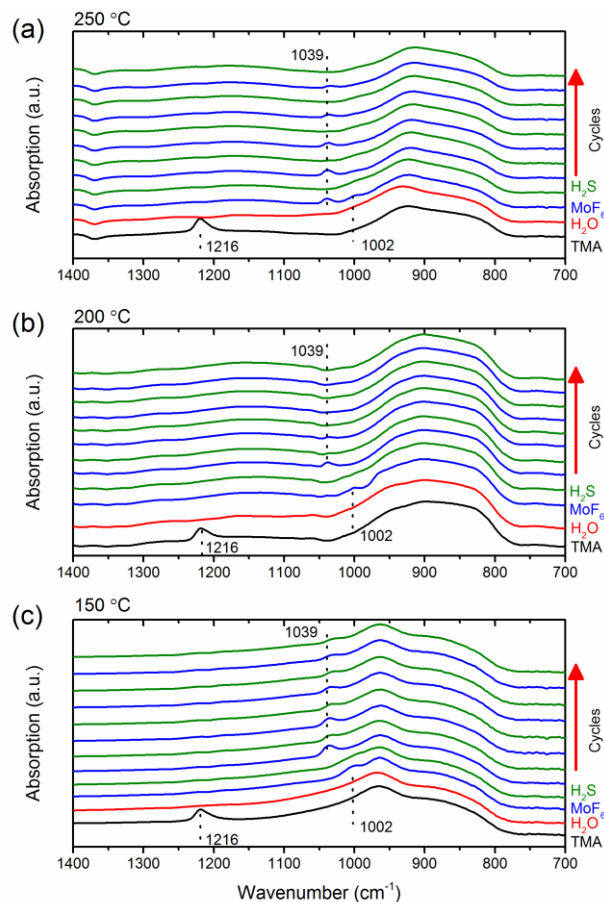 (a) 250 °C
1039
Absorption (a.u.)
Cycles
H₂S
MoF₆
H₂O
TMA
1216
1002
1400 1300 1200 1100 1000 900 800 700
(b) 200 °C
1039
Absorption (a.u.)
Cycles
H₂S
MoF₆
H₂O
TMA
1216
1002
1400 1300 1200 1100 1000 900 800 700
(c) 150 °C
1039
Absorption (a.u.)
Cycles
H₂S
MoF₆
H₂O
TMA
1216
1002
1400 1300 1200 1100 1000 900 800 700
Wavenumber (cm⁻¹)